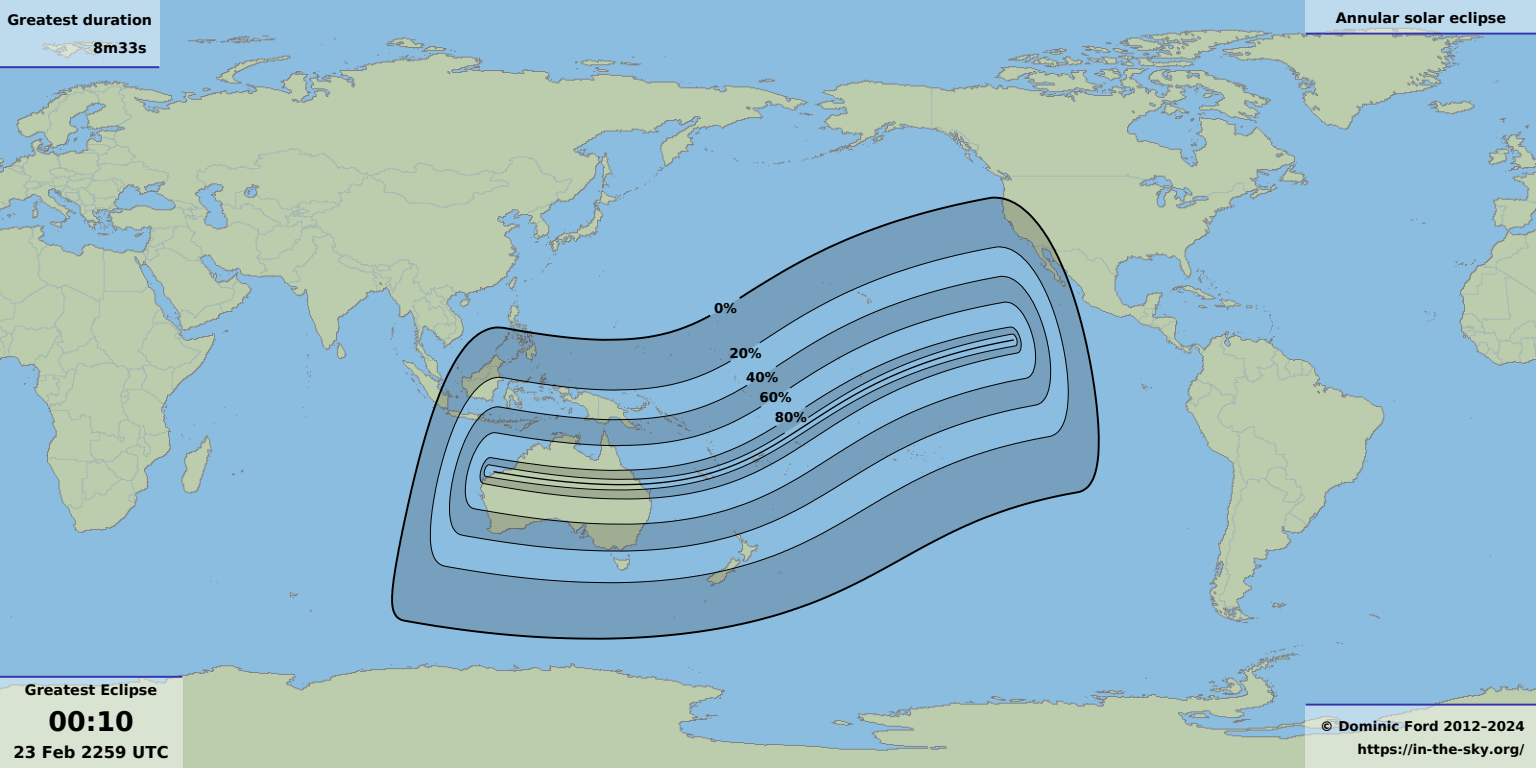 Greatest duration
8m33s
Annular solar eclipse
0%
20%
40%
60%
80%
Greatest Eclipse
00:10
23 Feb 2259 UTC
© Dominic Ford 2012–2024
https://in-the-sky.org/